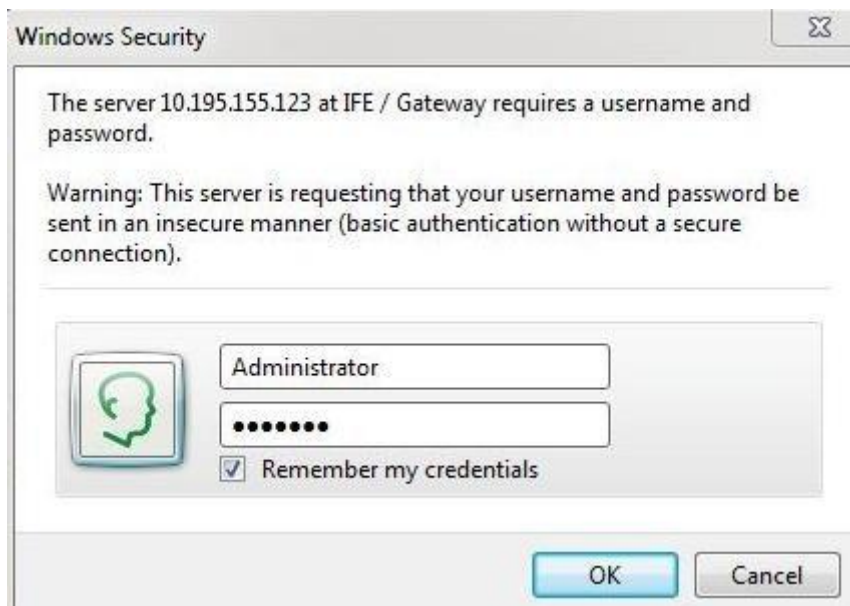 Windows Security
The server 10.195.155.123 at IFE / Gateway requires a username and
password.
Warning: This server is requesting that your username and password be
sent in an insecure manner (basic authentication without a secure
connection).
Administrator
•••••••
Remember my credentials
OK
Cancel